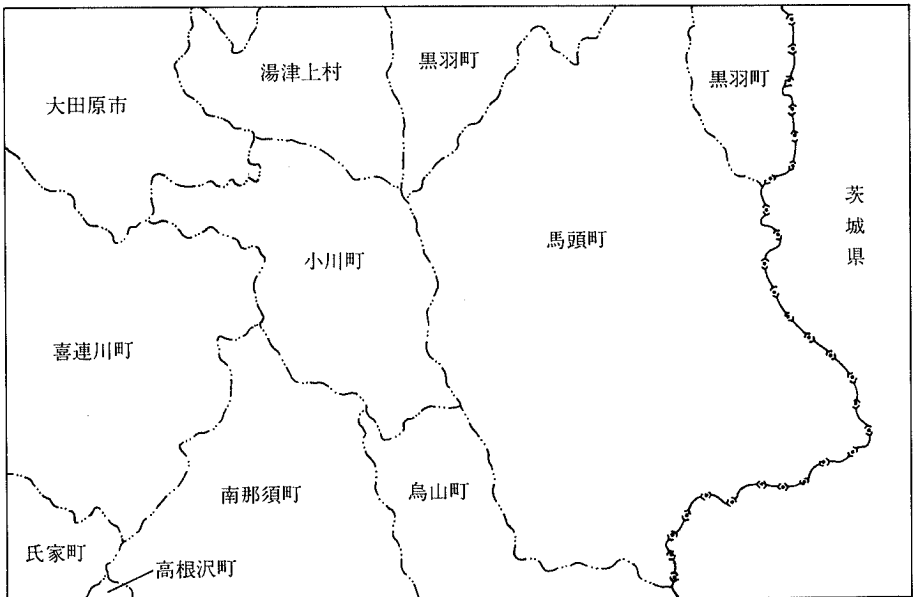 湯津上村
黒羽町
黒羽町
大田原市
茨城県
馬頭町
小川町
喜連川町
南那須町
烏山町
氏家町
高根沢町